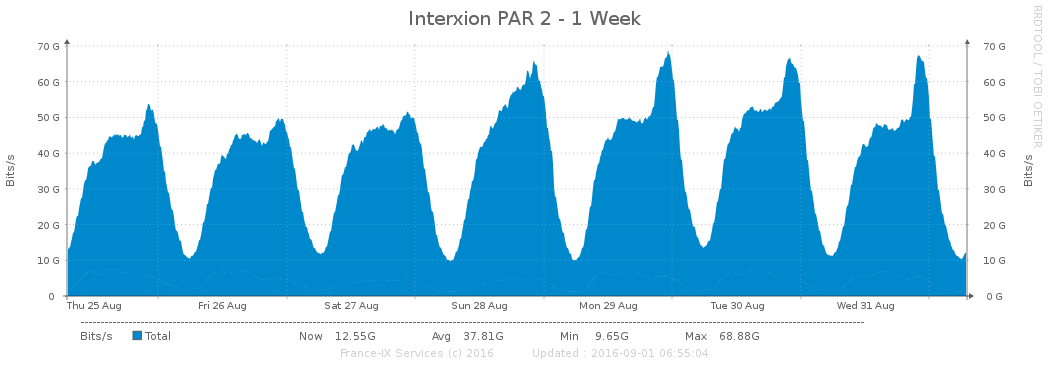 Interxion PAR 2 - 1 Week
RRDTOOL / TOBI OETIKER
Bits/s
70 G 70 G
60 G 60 G
50 G 50 G
40 G 40 G
30 G 30 G
20 G 20 G
10 G 10 G
0 0 G
Bits/s
Thu 25 Aug Fri 26 Aug Sat 27 Aug Sun 28 Aug Mon 29 Aug Tue 30 Aug Wed 31 Aug
Bits/s Total Now 12.55G Avg 37.81G Min 9.65G Max 68.88G
France-IX Services (c) 2016 Updated : 2016-09-01 06:55:04